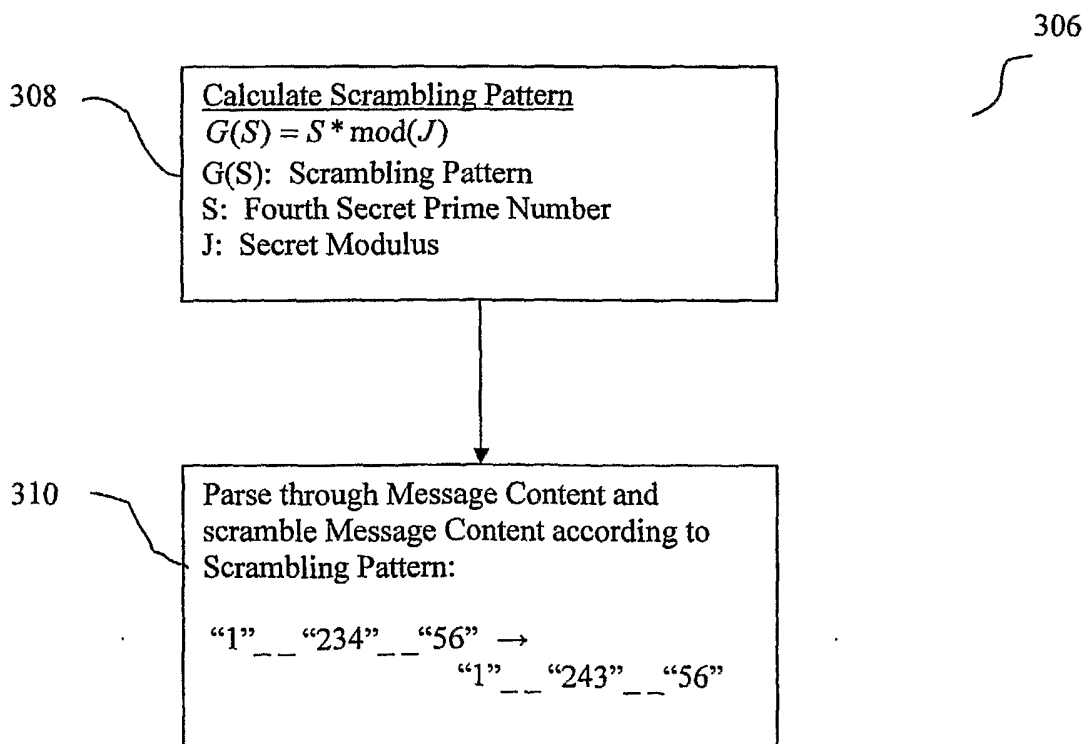 306
308
Calculate Scrambling Pattern
G(S) = S * mod(J)
G(S): Scrambling Pattern
S: Fourth Secret Prime Number
J: Secret Modulus
310
Parse through Message Content and
scramble Message Content according to
Scrambling Pattern:
“1”_ _ “234”_ _“56” →
“1”_ _ “243”_ _“56”